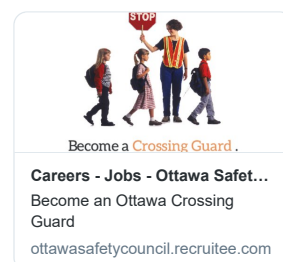 STOP
Become a Crossing Guard .
Careers - Jobs - Ottawa Safet...
Become an Ottawa Crossing
Guard
ottawasafetycouncil.recruitee.com